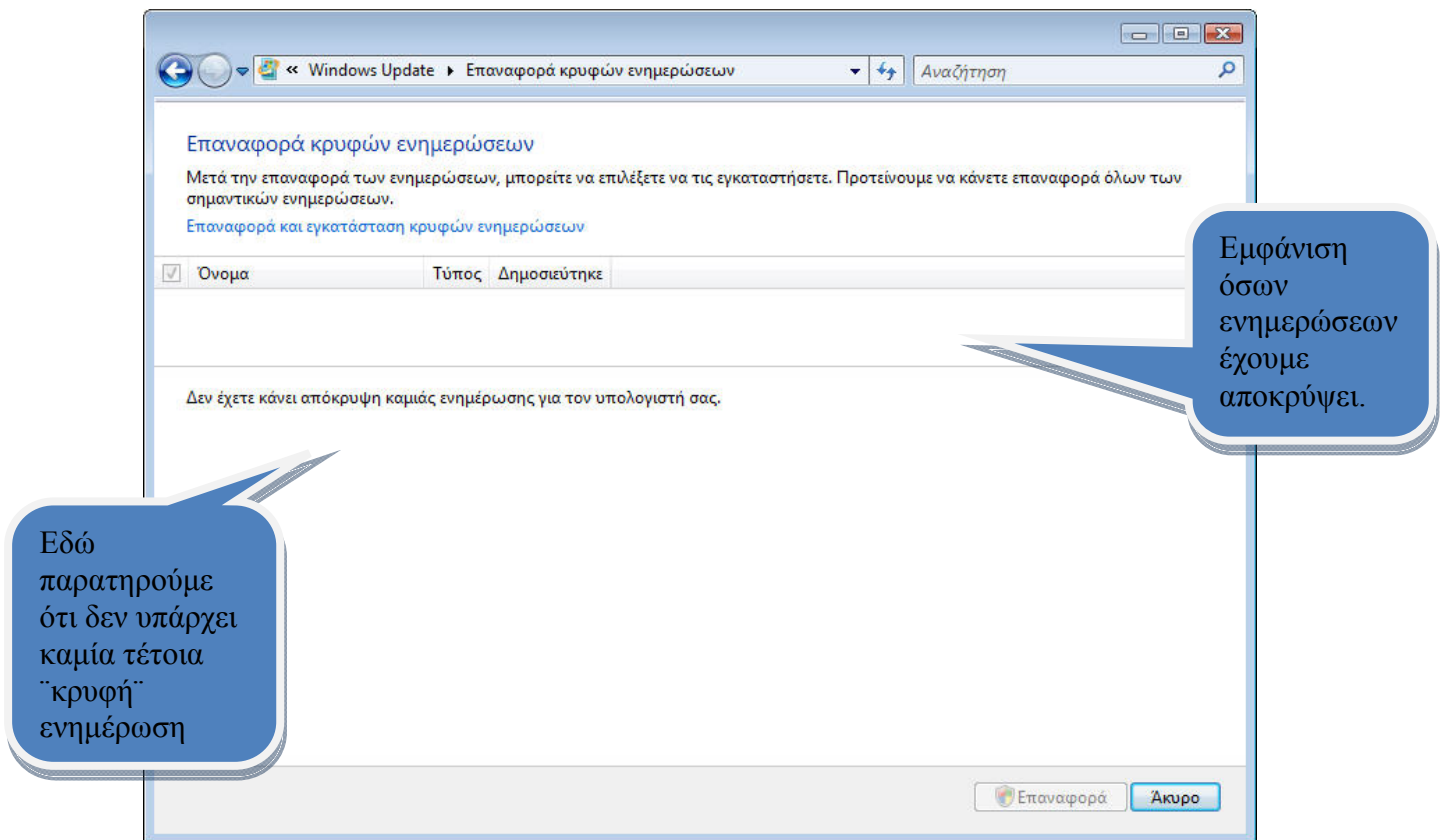 « Windows Update ▸ Επαναφορά κρυφών ενημερώσεων
Αναζήτηση
Επαναφορά κρυφών ενημερώσεων
Μετά την επαναφορά των ενημερώσεων, μπορείτε να επιλέξετε να τις εγκαταστήσετε. Προτείνουμε να κάνετε επαναφορά όλων των
σημαντικών ενημερώσεων.
Επαναφορά και εγκατάσταση κρυφών ενημερώσεων
Όνομα Τύπος Δημοσιεύτηκε
Εμφάνιση
όσων
ενημερώσεων
έχουμε
αποκρύψει.
Δεν έχετε κάνει απόκρυψη καμιάς ενημέρωσης για τον υπολογιστή σας.
Εδώ
παρατηρούμε
ότι δεν υπάρχει
καμία τέτοια
¨κρυφή¨
ενημέρωση
Επαναφορά
Άκυρο